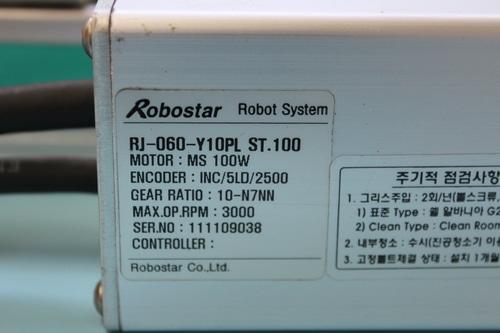 Robostar Robot System
RJ-060-Y10PL ST.100
MOTOR : MS 100W
ENCODER : INC/5LD/2500
GEAR RATIO : 10-N7NN
MAX.OP.RPM : 3000
SER.NO : 111109038
CONTROLLER :
Robostar Co.,Ltd.
주기적 점검사항
1. 그리스주입 : 2회/년(볼스크류,
1) 표준 Type : 쉘 알바니아 G2
2) Clean Type : Clean Room
2. 내부청소 : 수시(진공청소기 이용
3. 고정볼트체결 상태 : 설치 1개월